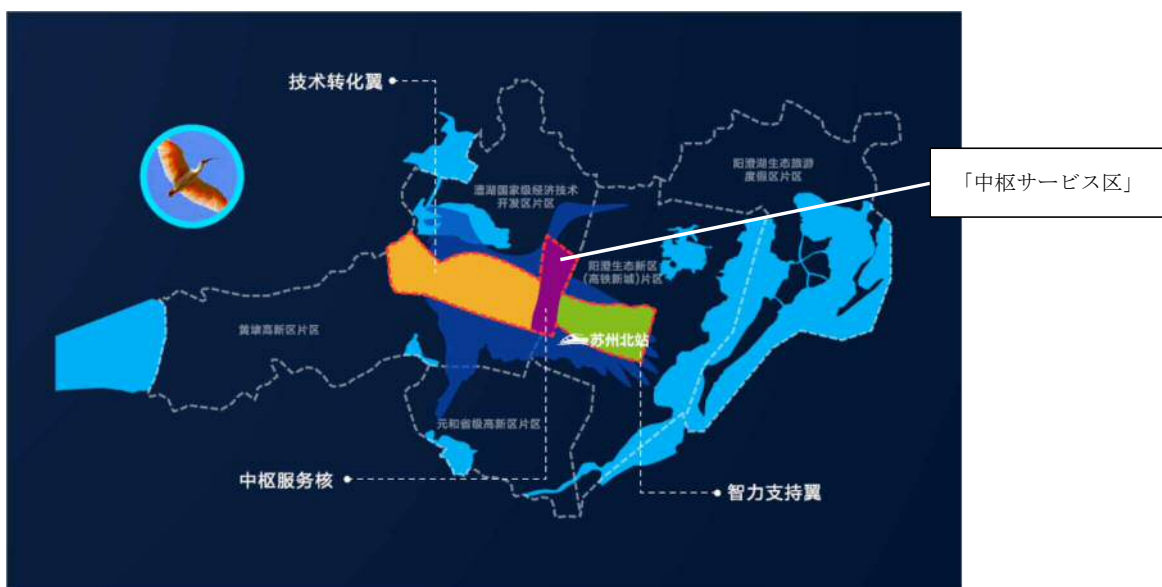 技术转化翼
阳澄湖生态旅游
度假区片区
「中枢サービス区」
漕湖国家级经济技术
开发区片区
阳澄生态新区
(高铁新城)片区
黄埭高新区片区
苏州北站
元和省级高新区片区
中枢服务核
智力支持翼